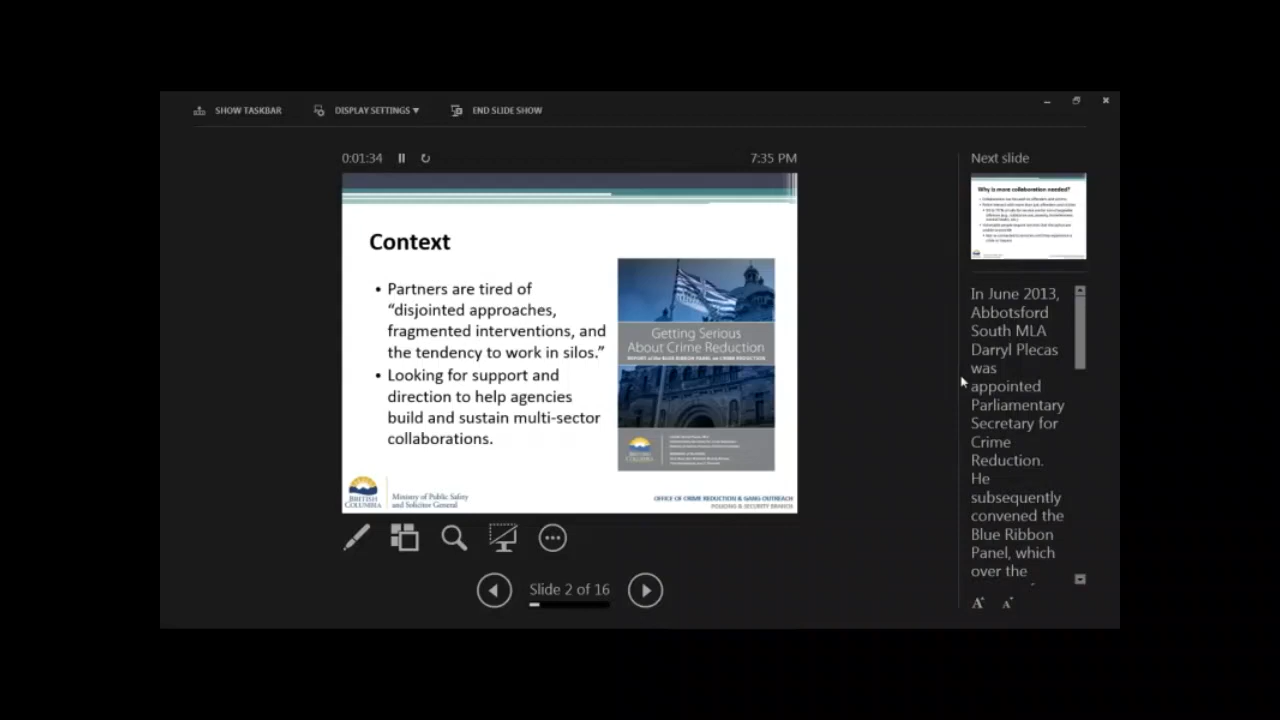 SHOW TASKBAR
DISPLAY SETTINGS ▾
END SLIDE SHOW
0:01:34
7:35 PM
Context
• Partners are tired of
“disjointed approaches,
fragmented interventions, and
the tendency to work in silos.”
• Looking for support and
direction to help agencies
build and sustain multi-sector
collaborations.
Getting Serious
About Crime Reduction
REPORT of the BLUE RIBBON PANEL on CRIME REDUCTION
BRITISH
COLUMBIA
Ministry of Public Safety
and Solicitor General
OFFICE OF CRIME REDUCTION & GANG OUTREACH
POLICING & SECURITY BRANCH
Slide 2 of 16
Next slide
Why is more collaboration needed?
In June 2013,
Abbotsford
South MLA
Darryl Plecas
was
appointed
Parliamentary
Secretary for
Crime
Reduction.
He
subsequently
convened the
Blue Ribbon
Panel, which
over the
A
A